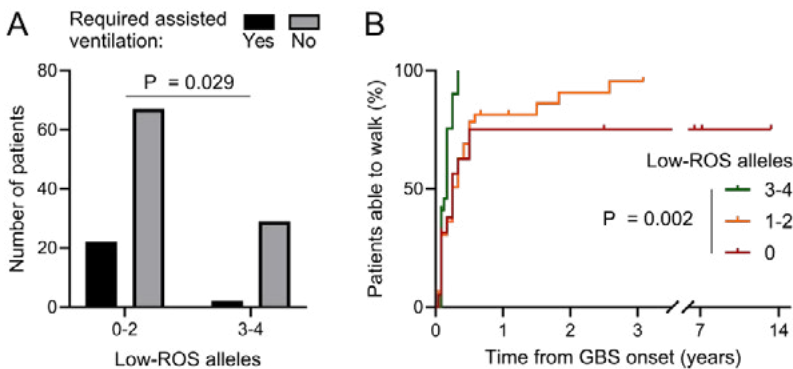 A
Required assisted
ventilation:
Yes No
P = 0.029
Number of patients
80
60
40
20
0
0-2 3-4
Low-ROS alleles
B
Patients able to walk (%)
100
50
0
Low-ROS alleles
3-4
P = 0.002
1-2
0
0 1 2 3 7 14
Time from GBS onset (years)